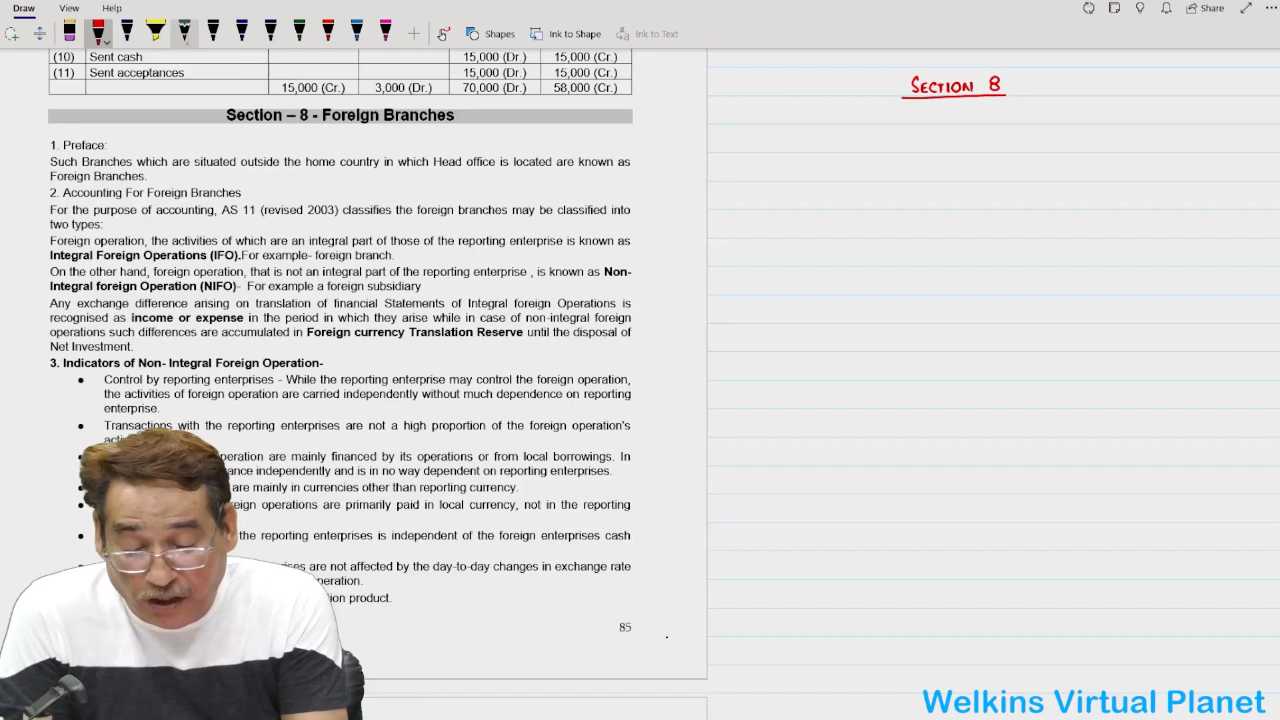 Draw View Help Share
Shapes Ink to Shape Ink to Text
(10) Sent cash 15,000 (Dr.) 15,000 (Cr.)
(11) Sent acceptances 15,000 (Dr.) 15,000 (Cr.)
15,000 (Cr.) 3,000 (Dr.) 70,000 (Dr.) 58,000 (Cr.)
Section – 8 - Foreign Branches
1. Preface:
Such Branches which are situated outside the home country in which Head office is located are known as
Foreign Branches.
2. Accounting For Foreign Branches
For the purpose of accounting, AS 11 (revised 2003) classifies the foreign branches may be classified into
two types:
Foreign operation, the activities of which are an integral part of those of the reporting enterprise is known as
Integral Foreign Operations (IFO).For example- foreign branch.
On the other hand, foreign operation, that is not an integral part of the reporting enterprise , is known as Non-
Integral foreign Operation (NIFO)- For example a foreign subsidiary
Any exchange difference arising on translation of financial Statements of Integral foreign Operations is
recognised as income or expense in the period in which they arise while in case of non-integral foreign
operations such differences are accumulated in Foreign currency Translation Reserve until the disposal of
Net Investment.
3. Indicators of Non- Integral Foreign Operation-
● Control by reporting enterprises - While the reporting enterprise may control the foreign operation,
the activities of foreign operation are carried independently without much dependence on reporting
enterprise.
● Transactions with the reporting enterprises are not a high proportion of the foreign operation's
operation are mainly financed by its operations or from local borrowings. In
independently and is in no way dependent on reporting enterprises.
are mainly in currencies other than reporting currency.
● operations are primarily paid in local currency, not in the reporting
● the reporting enterprises is independent of the foreign enterprises cash
are not affected by the day-to-day changes in exchange rate
product.
85
SECTION 8
Welkins Virtual Planet